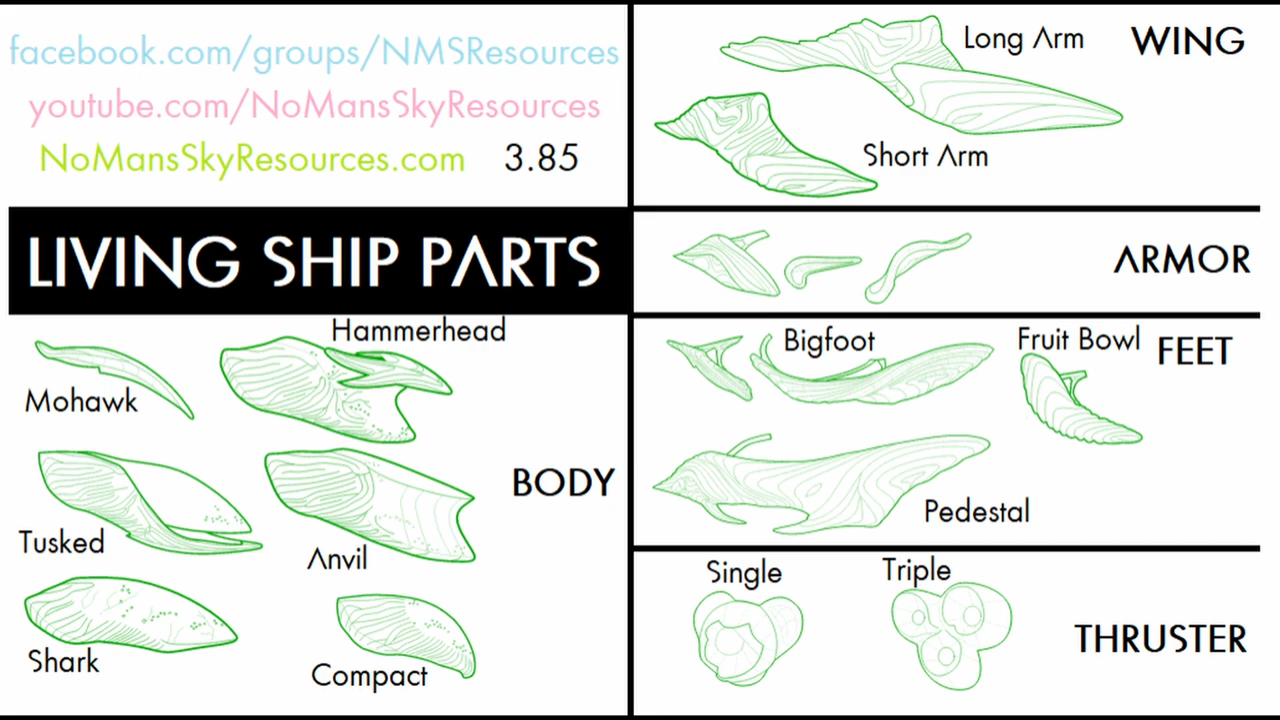 facebook.com/groups/NMSResources
youtube.com/NoMansSkyResources
NoMansSkyResources.com 3.85
LIVING SHIP PARTS
Hammerhead
Mohawk
BODY
Tusked
Anvil
Shark
Compact
Long Arm
WING
Short Arm
ARMOR
Bigfoot
Fruit Bowl
FEET
Pedestal
Single
Triple
THRUSTER